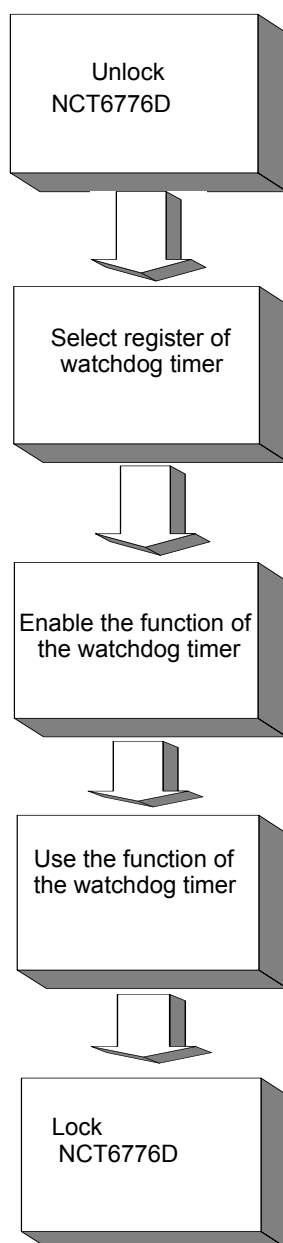 Unlock
NCT6776D
Select register of
watchdog timer
Enable the function of
the watchdog timer
Use the function of
the watchdog timer
Lock
NCT6776D